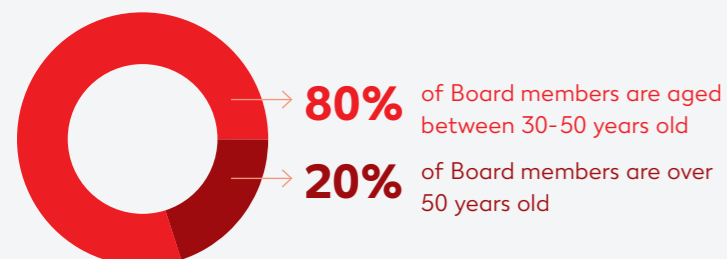 80%
of Board members are aged
between 30-50 years old
20%
of Board members are over
50 years old